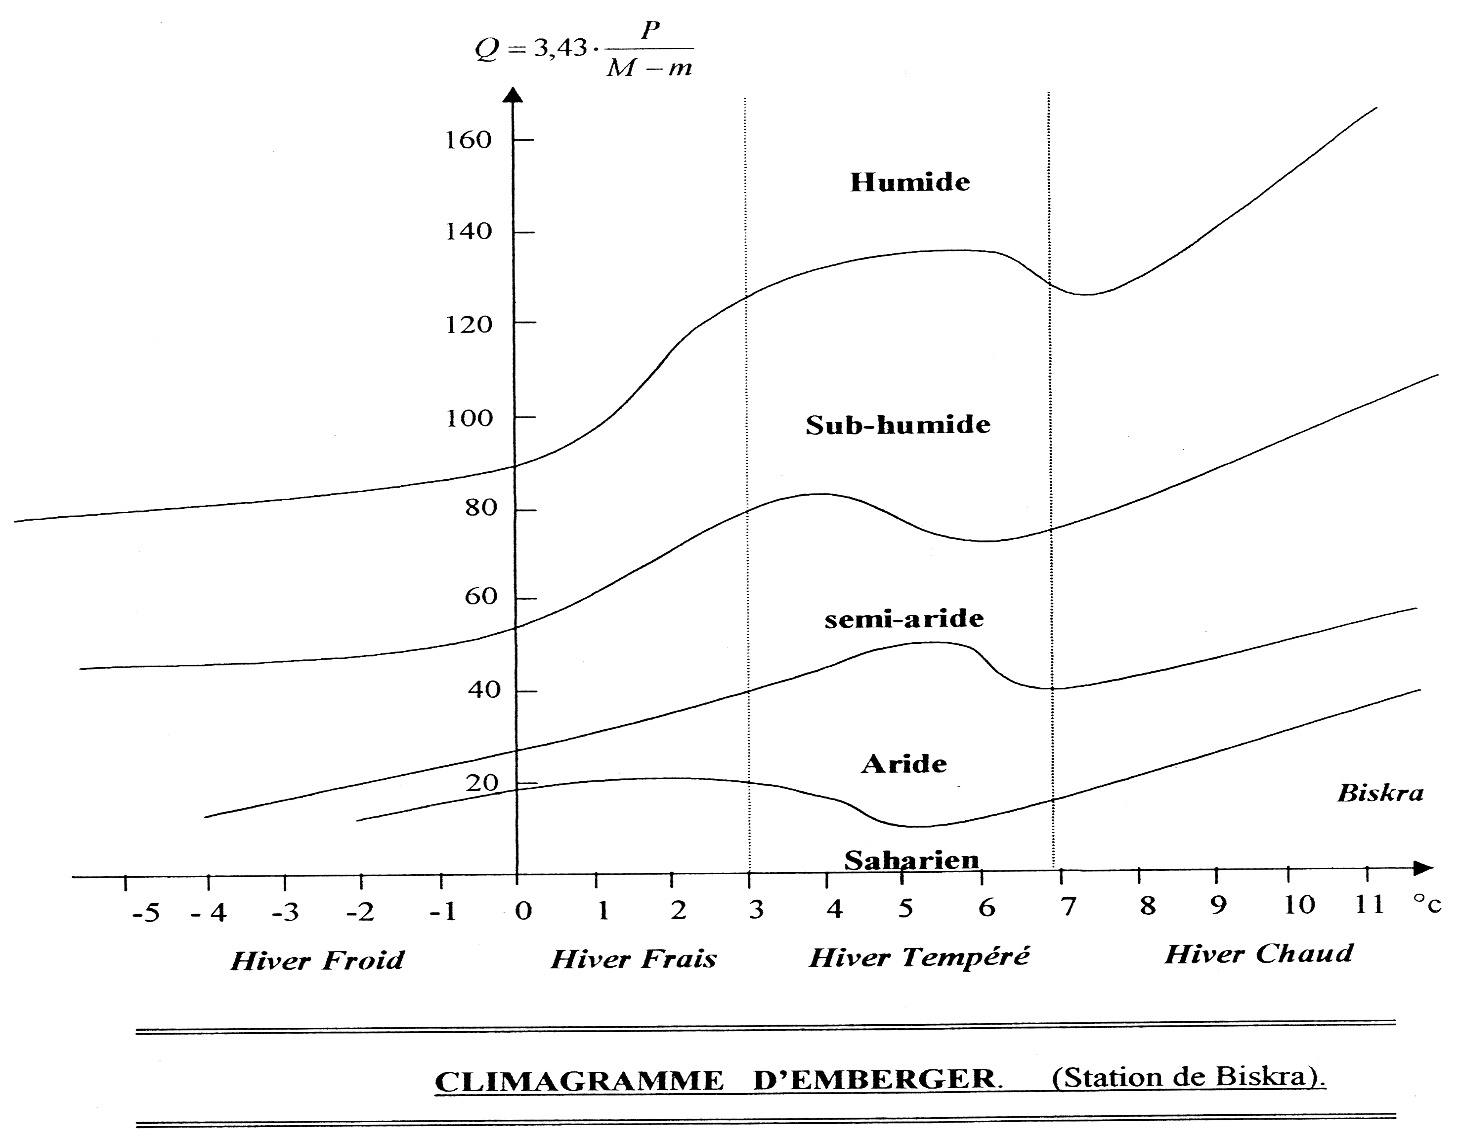 Q = 3,43 · P / M – m
160
Humide
140
120
100
Sub-humide
80
60
semi-aride
40
Aride
20
Biskra
Saharien
-5 - 4 -3 -2 -1 0 1 2 3 4 5 6 7 8 9 10 11 °c
Hiver Froid Hiver Frais Hiver Tempéré Hiver Chaud
CLIMAGRAMME D'EMBERGER. (Station de Biskra).